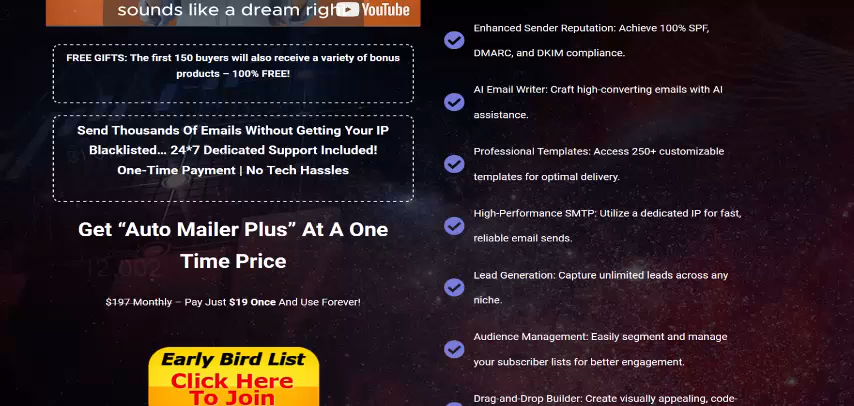 sounds like a dream right
YouTube
FREE GIFTS: The first 150 buyers will also receive a variety of bonus
products – 100% FREE!
Send Thousands Of Emails Without Getting Your IP
Blacklisted... 24*7 Dedicated Support Included!
One-Time Payment | No Tech Hassles
Get “Auto Mailer Plus” At A One
Time Price
$197 Monthly – Pay Just $19 Once And Use Forever!
Early Bird List
Click Here
To Join
Enhanced Sender Reputation: Achieve 100% SPF,
DMARC, and DKIM compliance.
AI Email Writer: Craft high-converting emails with AI
assistance.
Professional Templates: Access 250+ customizable
templates for optimal delivery.
High-Performance SMTP: Utilize a dedicated IP for fast,
reliable email sends.
Lead Generation: Capture unlimited leads across any
niche.
Audience Management: Easily segment and manage
your subscriber lists for better engagement.
Drag-and-Drop Builder: Create visually appealing, code-
12.002